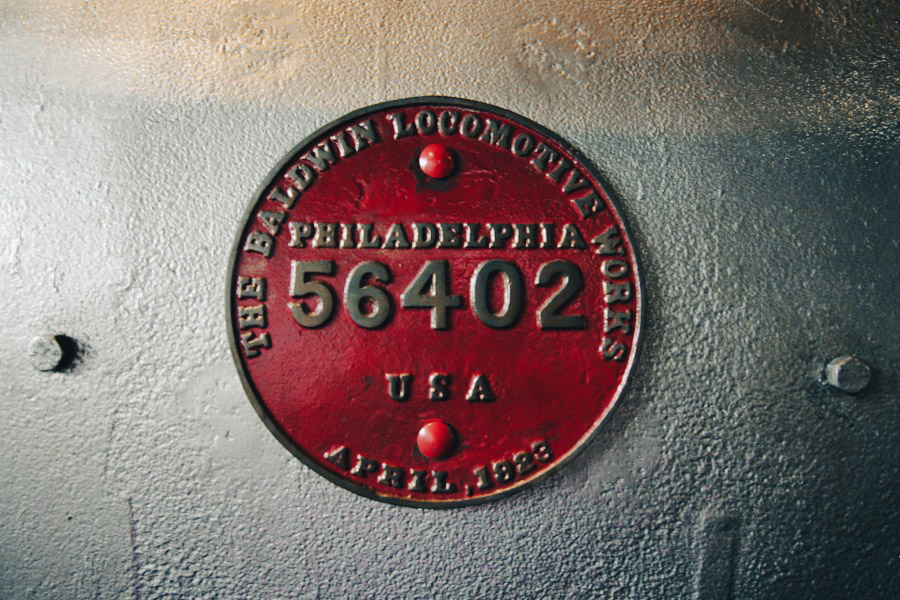 THE BALDWIN LOCOMOTIVE WORKS
PHILADELPHIA
56402
USA
APRIL, 1923